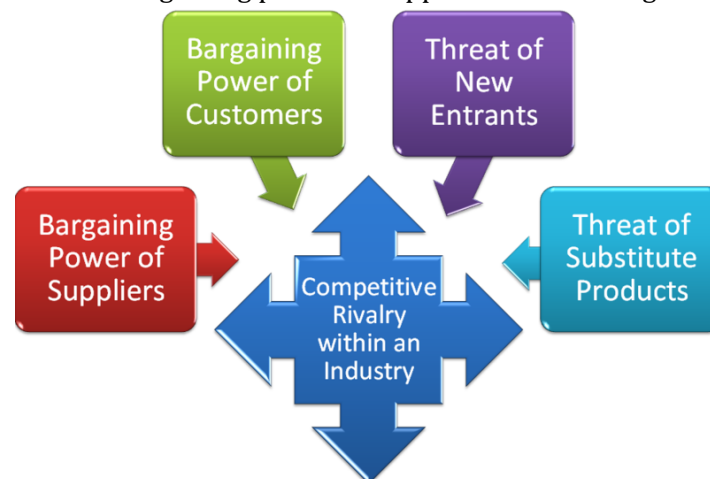 Bargaining
Power of
Customers
Threat of
New
Entrants
Bargaining
Power of
Suppliers
Threat of
Substitute
Products
Competitive
Rivalry
within an
Industry